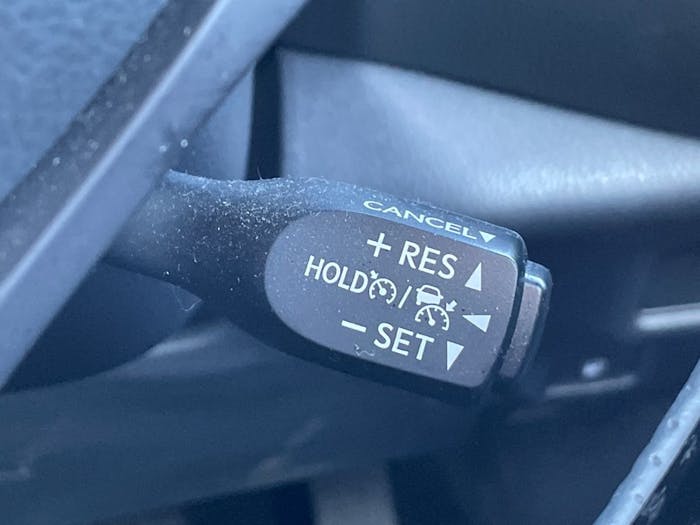 CANCEL▼
+ RES ▲
HOLD / ◀
− SET ▼